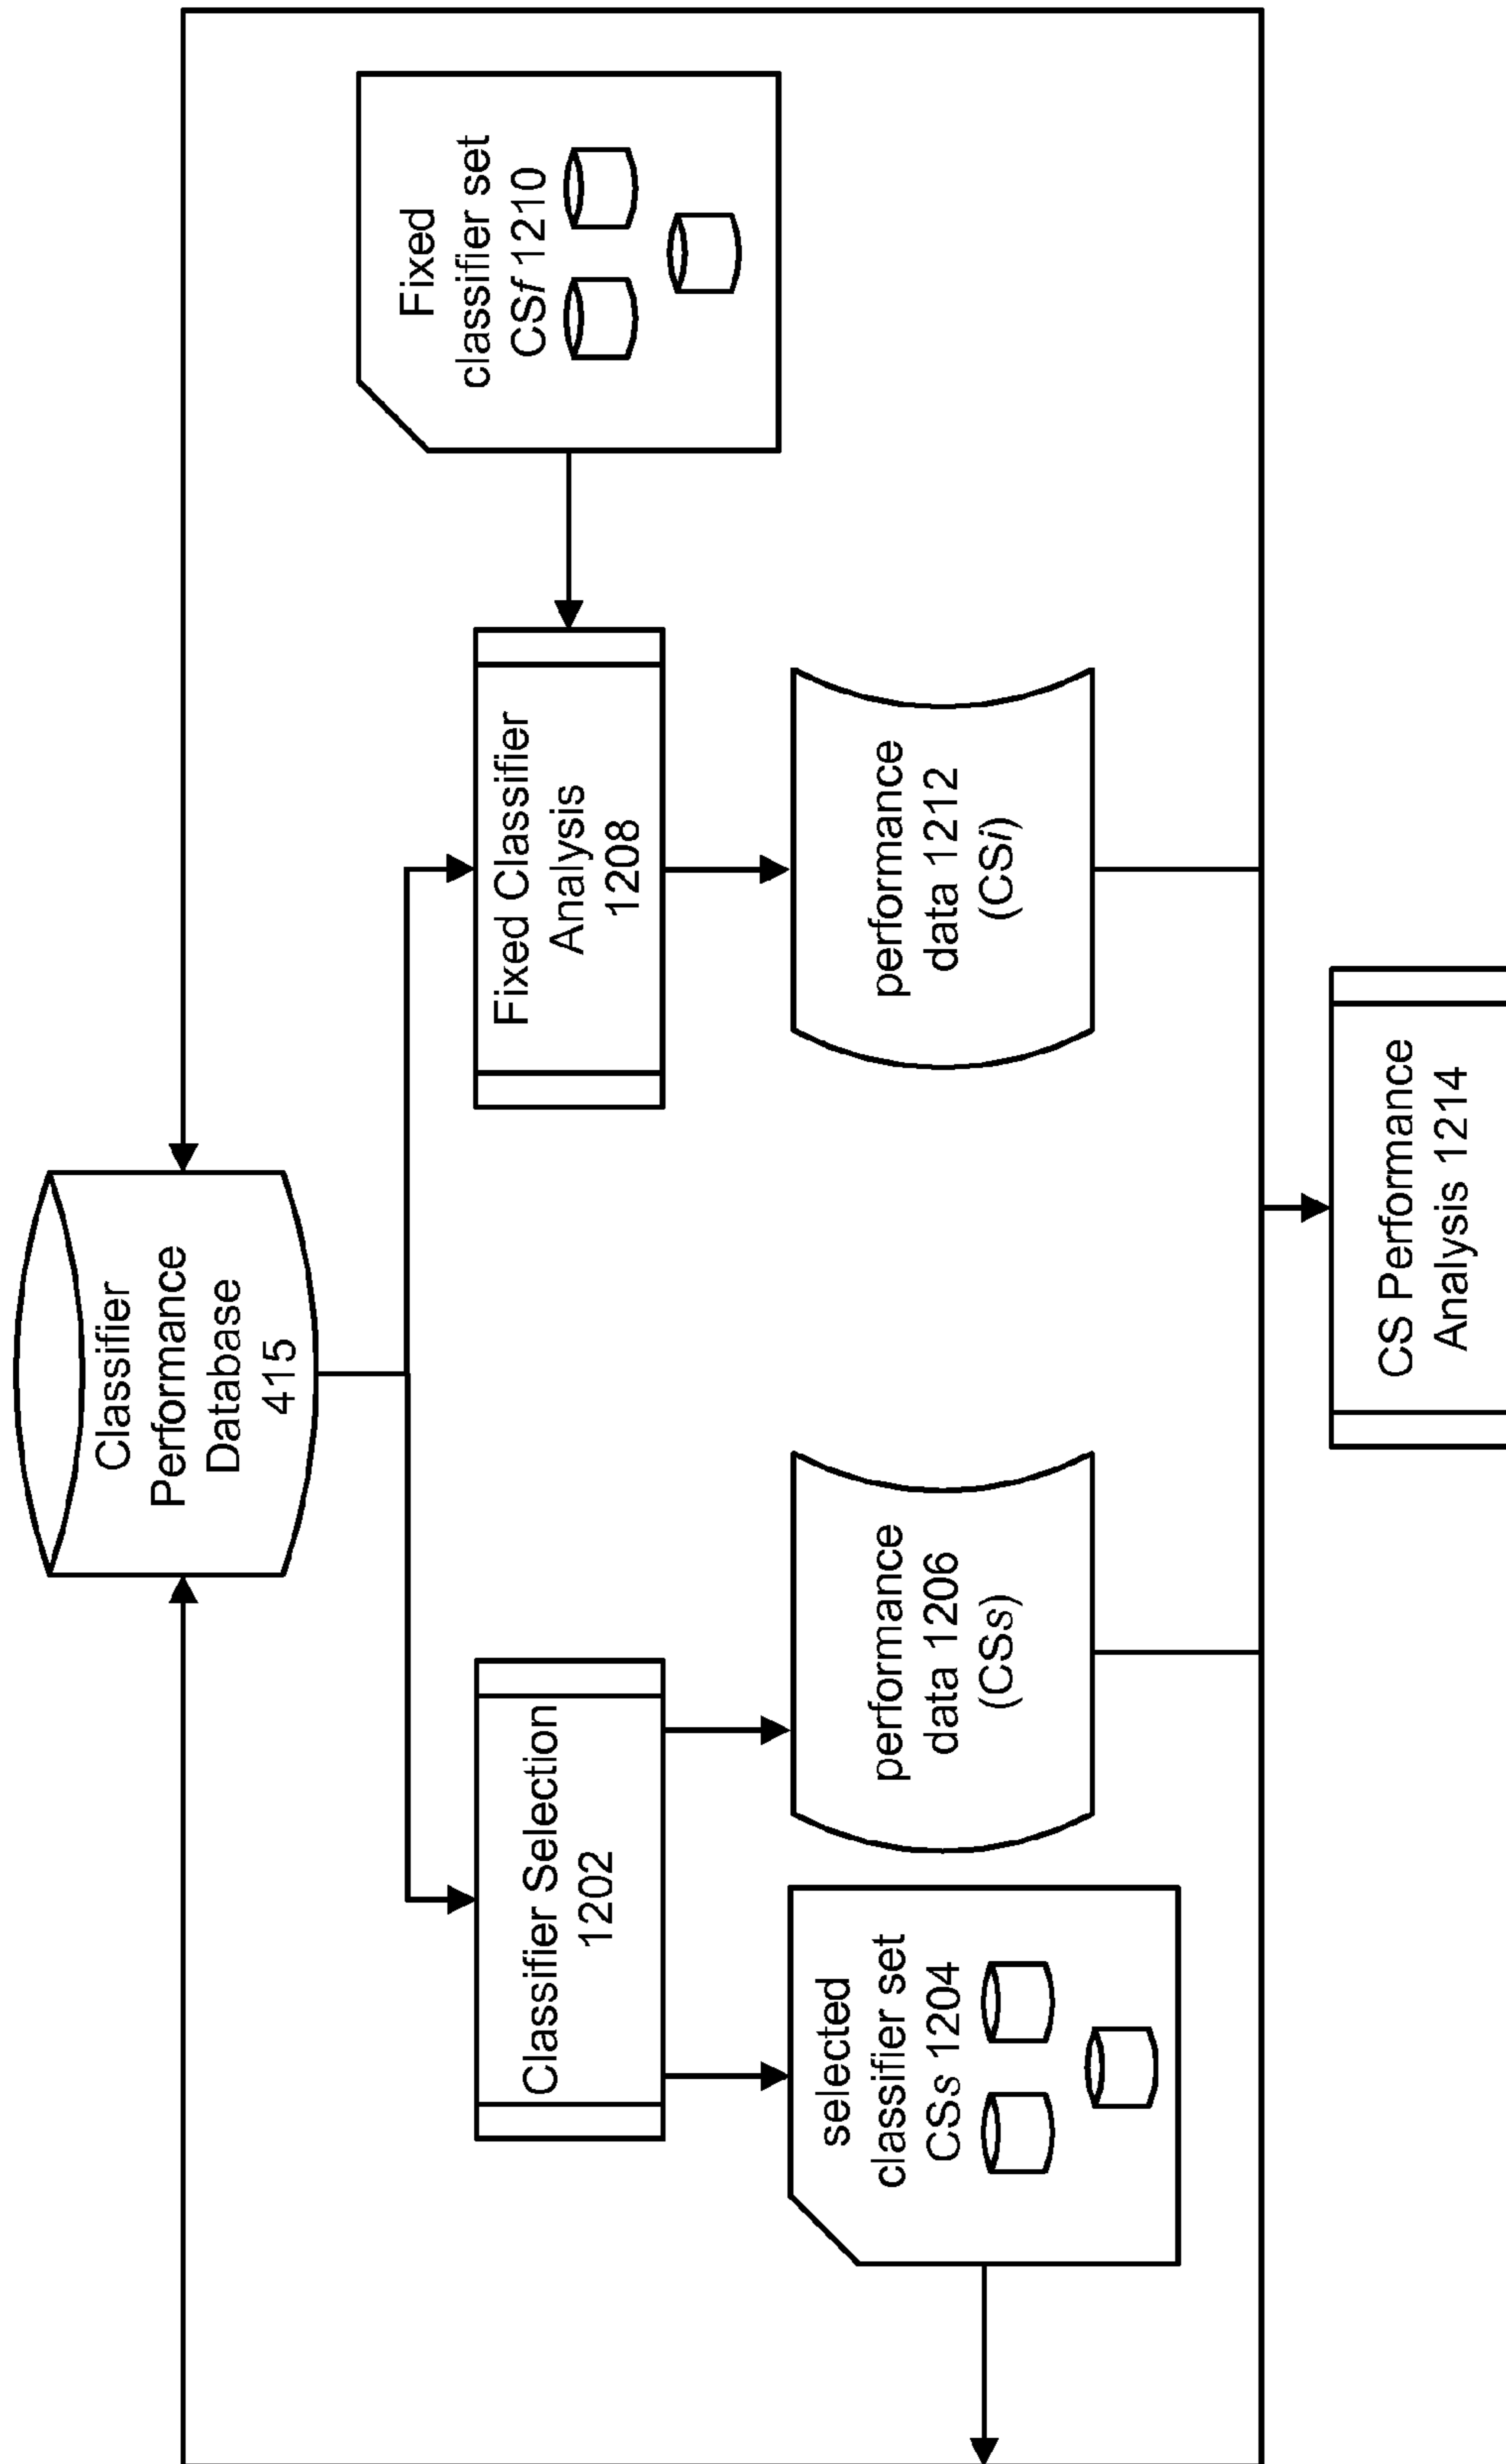 Classifier
Performance
Database
415
Classifier Selection
1202
Fixed Classifier
Analysis
1208
Fixed
classifier set
CSf 1210
selected
classifier set
CSs 1204
performance
data 1206
(CSs)
performance
data 1212
(CSi)
CS Performance
Analysis 1214